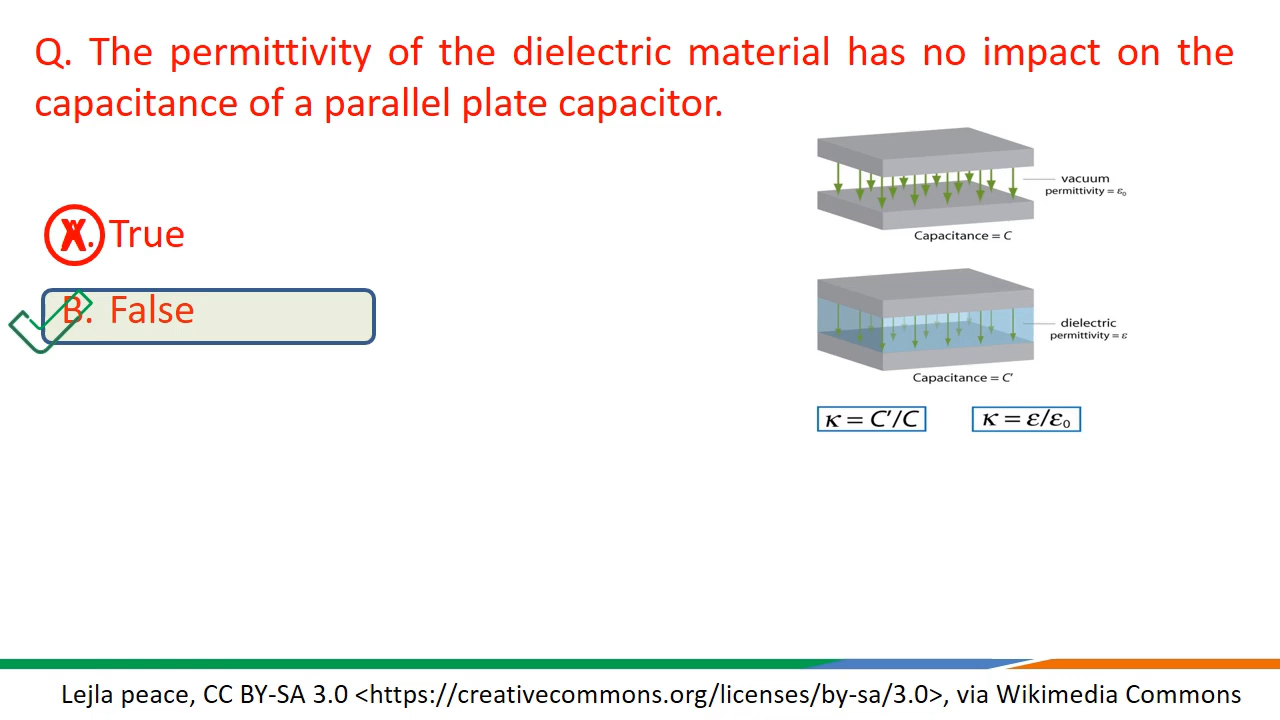 Q. The permittivity of the dielectric material has no impact on the
capacitance of a parallel plate capacitor.
X. True
B. False
vacuum
permittivity = ε₀
Capacitance = C
dielectric
permittivity = ε
Capacitance = C'
κ = C'/C
κ = ε/ε₀
Lejla peace, CC BY-SA 3.0 <https://creativecommons.org/licenses/by-sa/3.0>, via Wikimedia Commons